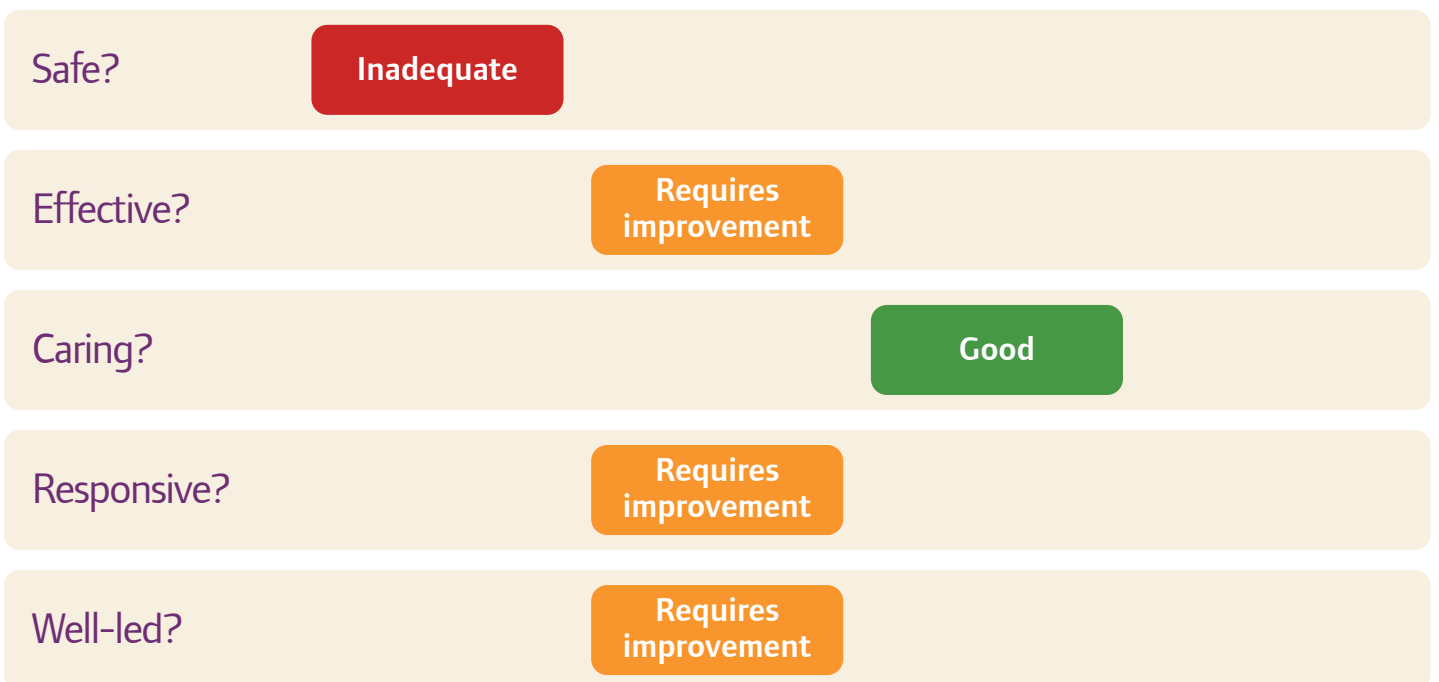 Safe?
Inadequate
Effective?
Requires
improvement
Caring?
Good
Responsive?
Requires
improvement
Well-led?
Requires
improvement